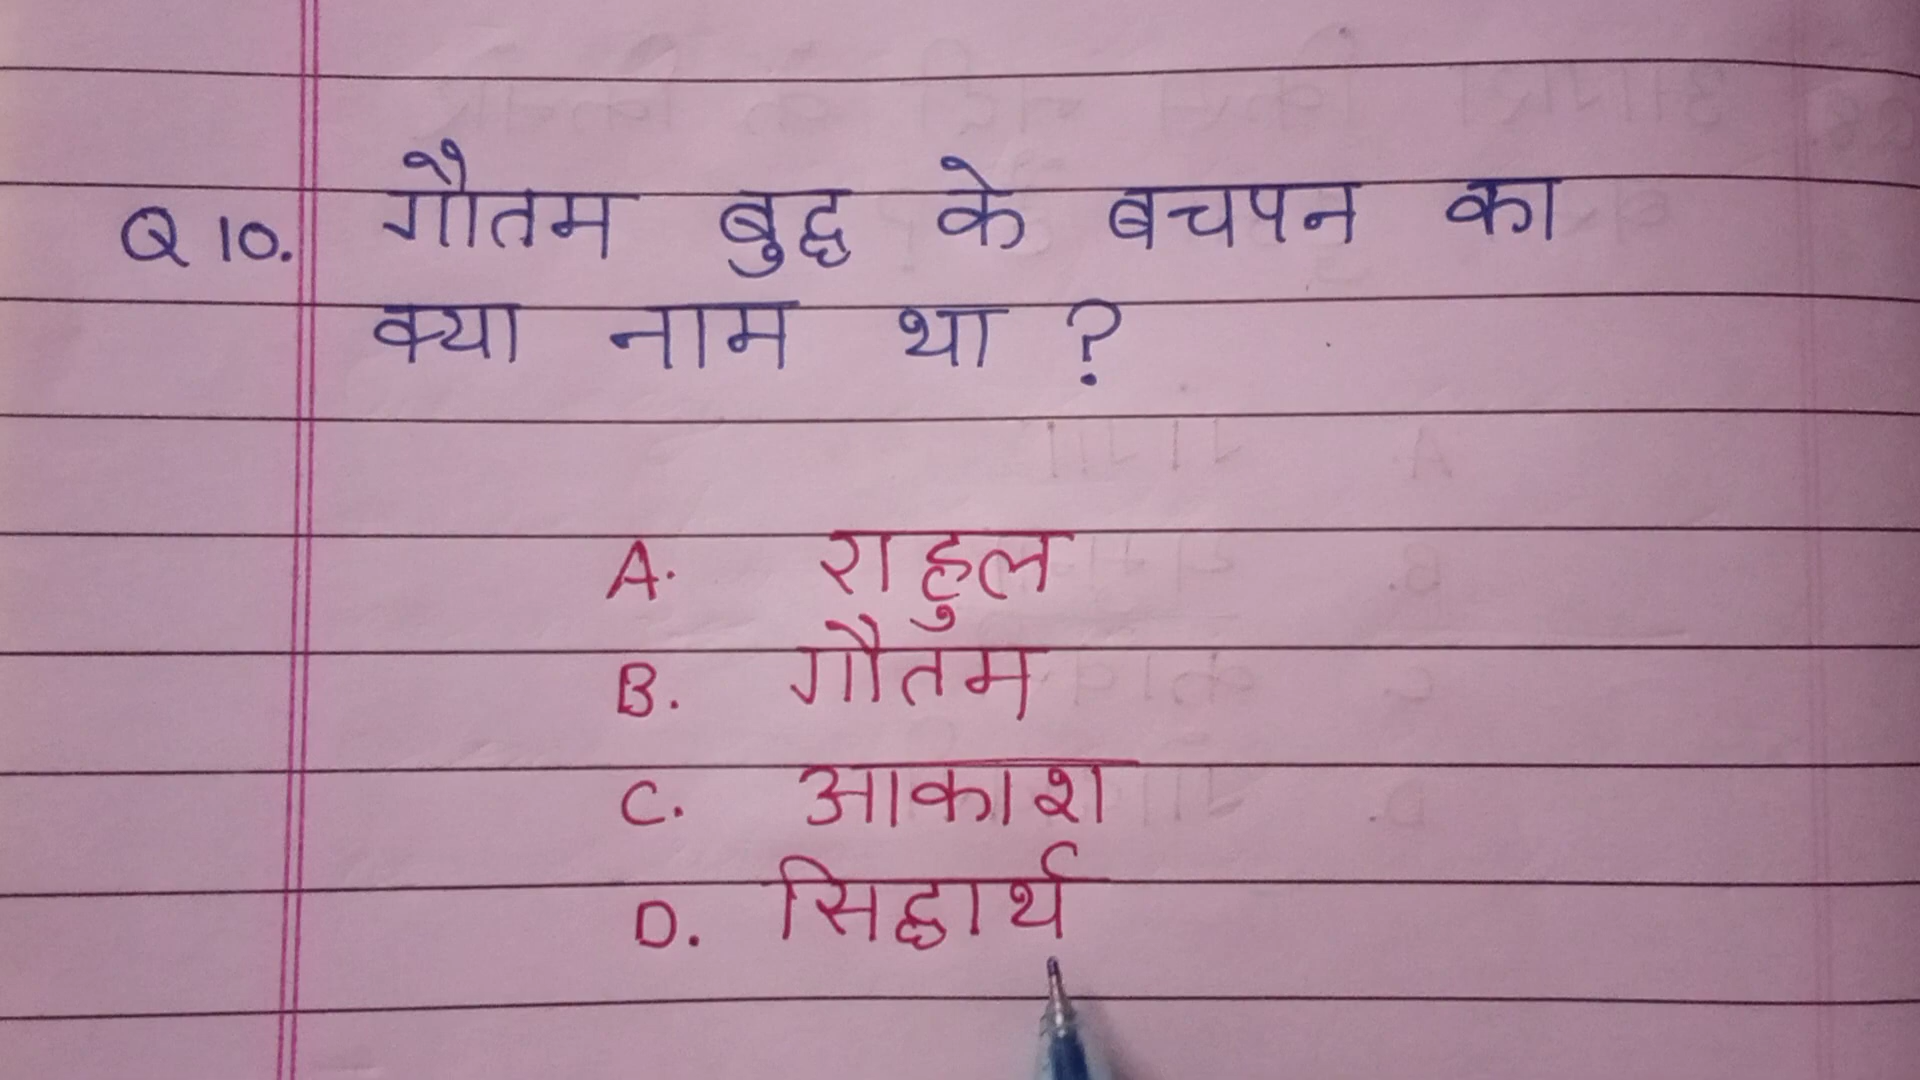 Q 10. गौतम बुद्ध के बचपन का
क्या नाम था ?
A. राहुल
B. गौतम
C. आकाश
D. सिद्धार्थ